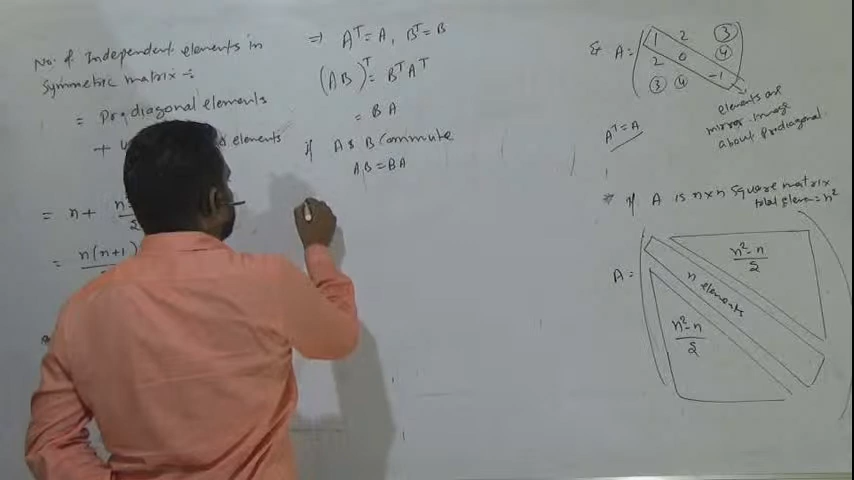 No. of Independent elements in
Symmetric matrix :-
= Pr. diagonal elements
+ elements
= n +
= n(n+1)
⇒ Aᵀ = A, Bᵀ = B
(AB)ᵀ = BᵀAᵀ
= BA
if A & B Commute
AB = BA
A =
1 2 3
2 0 4
3 4 -1
Aᵀ = A
elements are
mirror image
about pr diagonal
⇒ if A is n×n square matrix
total elem = n²
A =
n² - n
2
n elements
n² - n
2